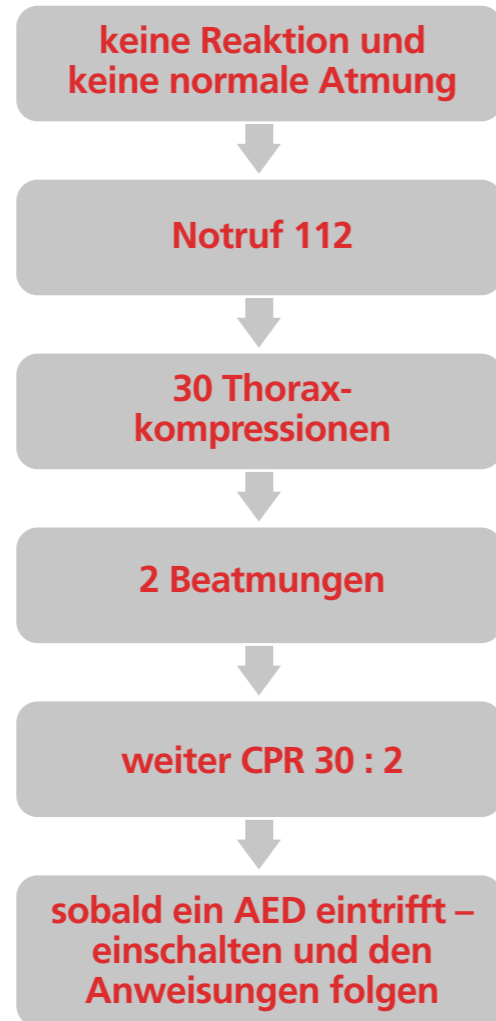 keine Reaktion und
keine normale Atmung
Notruf 112
30 Thorax-
kompressionen
2 Beatmungen
weiter CPR 30 : 2
sobald ein AED eintrifft –
einschalten und den
Anweisungen folgen